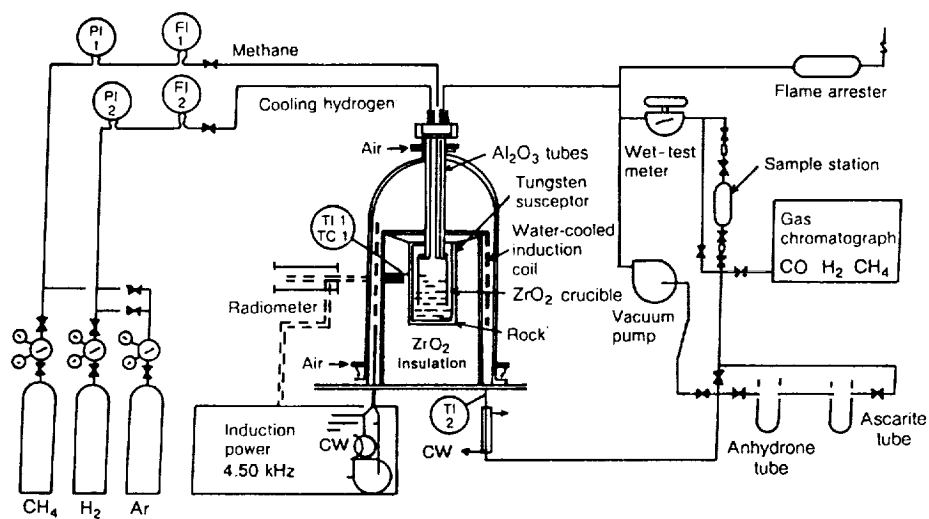 PI
1
FI
1
Methane
PI
2
FI
2
Cooling hydrogen
Flame arrester
Air
Al₂O₃ tubes
Wet-test
meter
Sample station
Tungsten
susceptor
TI 1
TC 1
Water-cooled
induction
coil
Gas
chromatograph
CO H₂ CH₄
Radiometer
ZrO₂ crucible
Vacuum
pump
Rock
ZrO₂
insulation
Air
TI
2
Induction
power
4.50 kHz
CW
CW
Anhydrone
tube
Ascarite
tube
CH₄ H₂ Ar